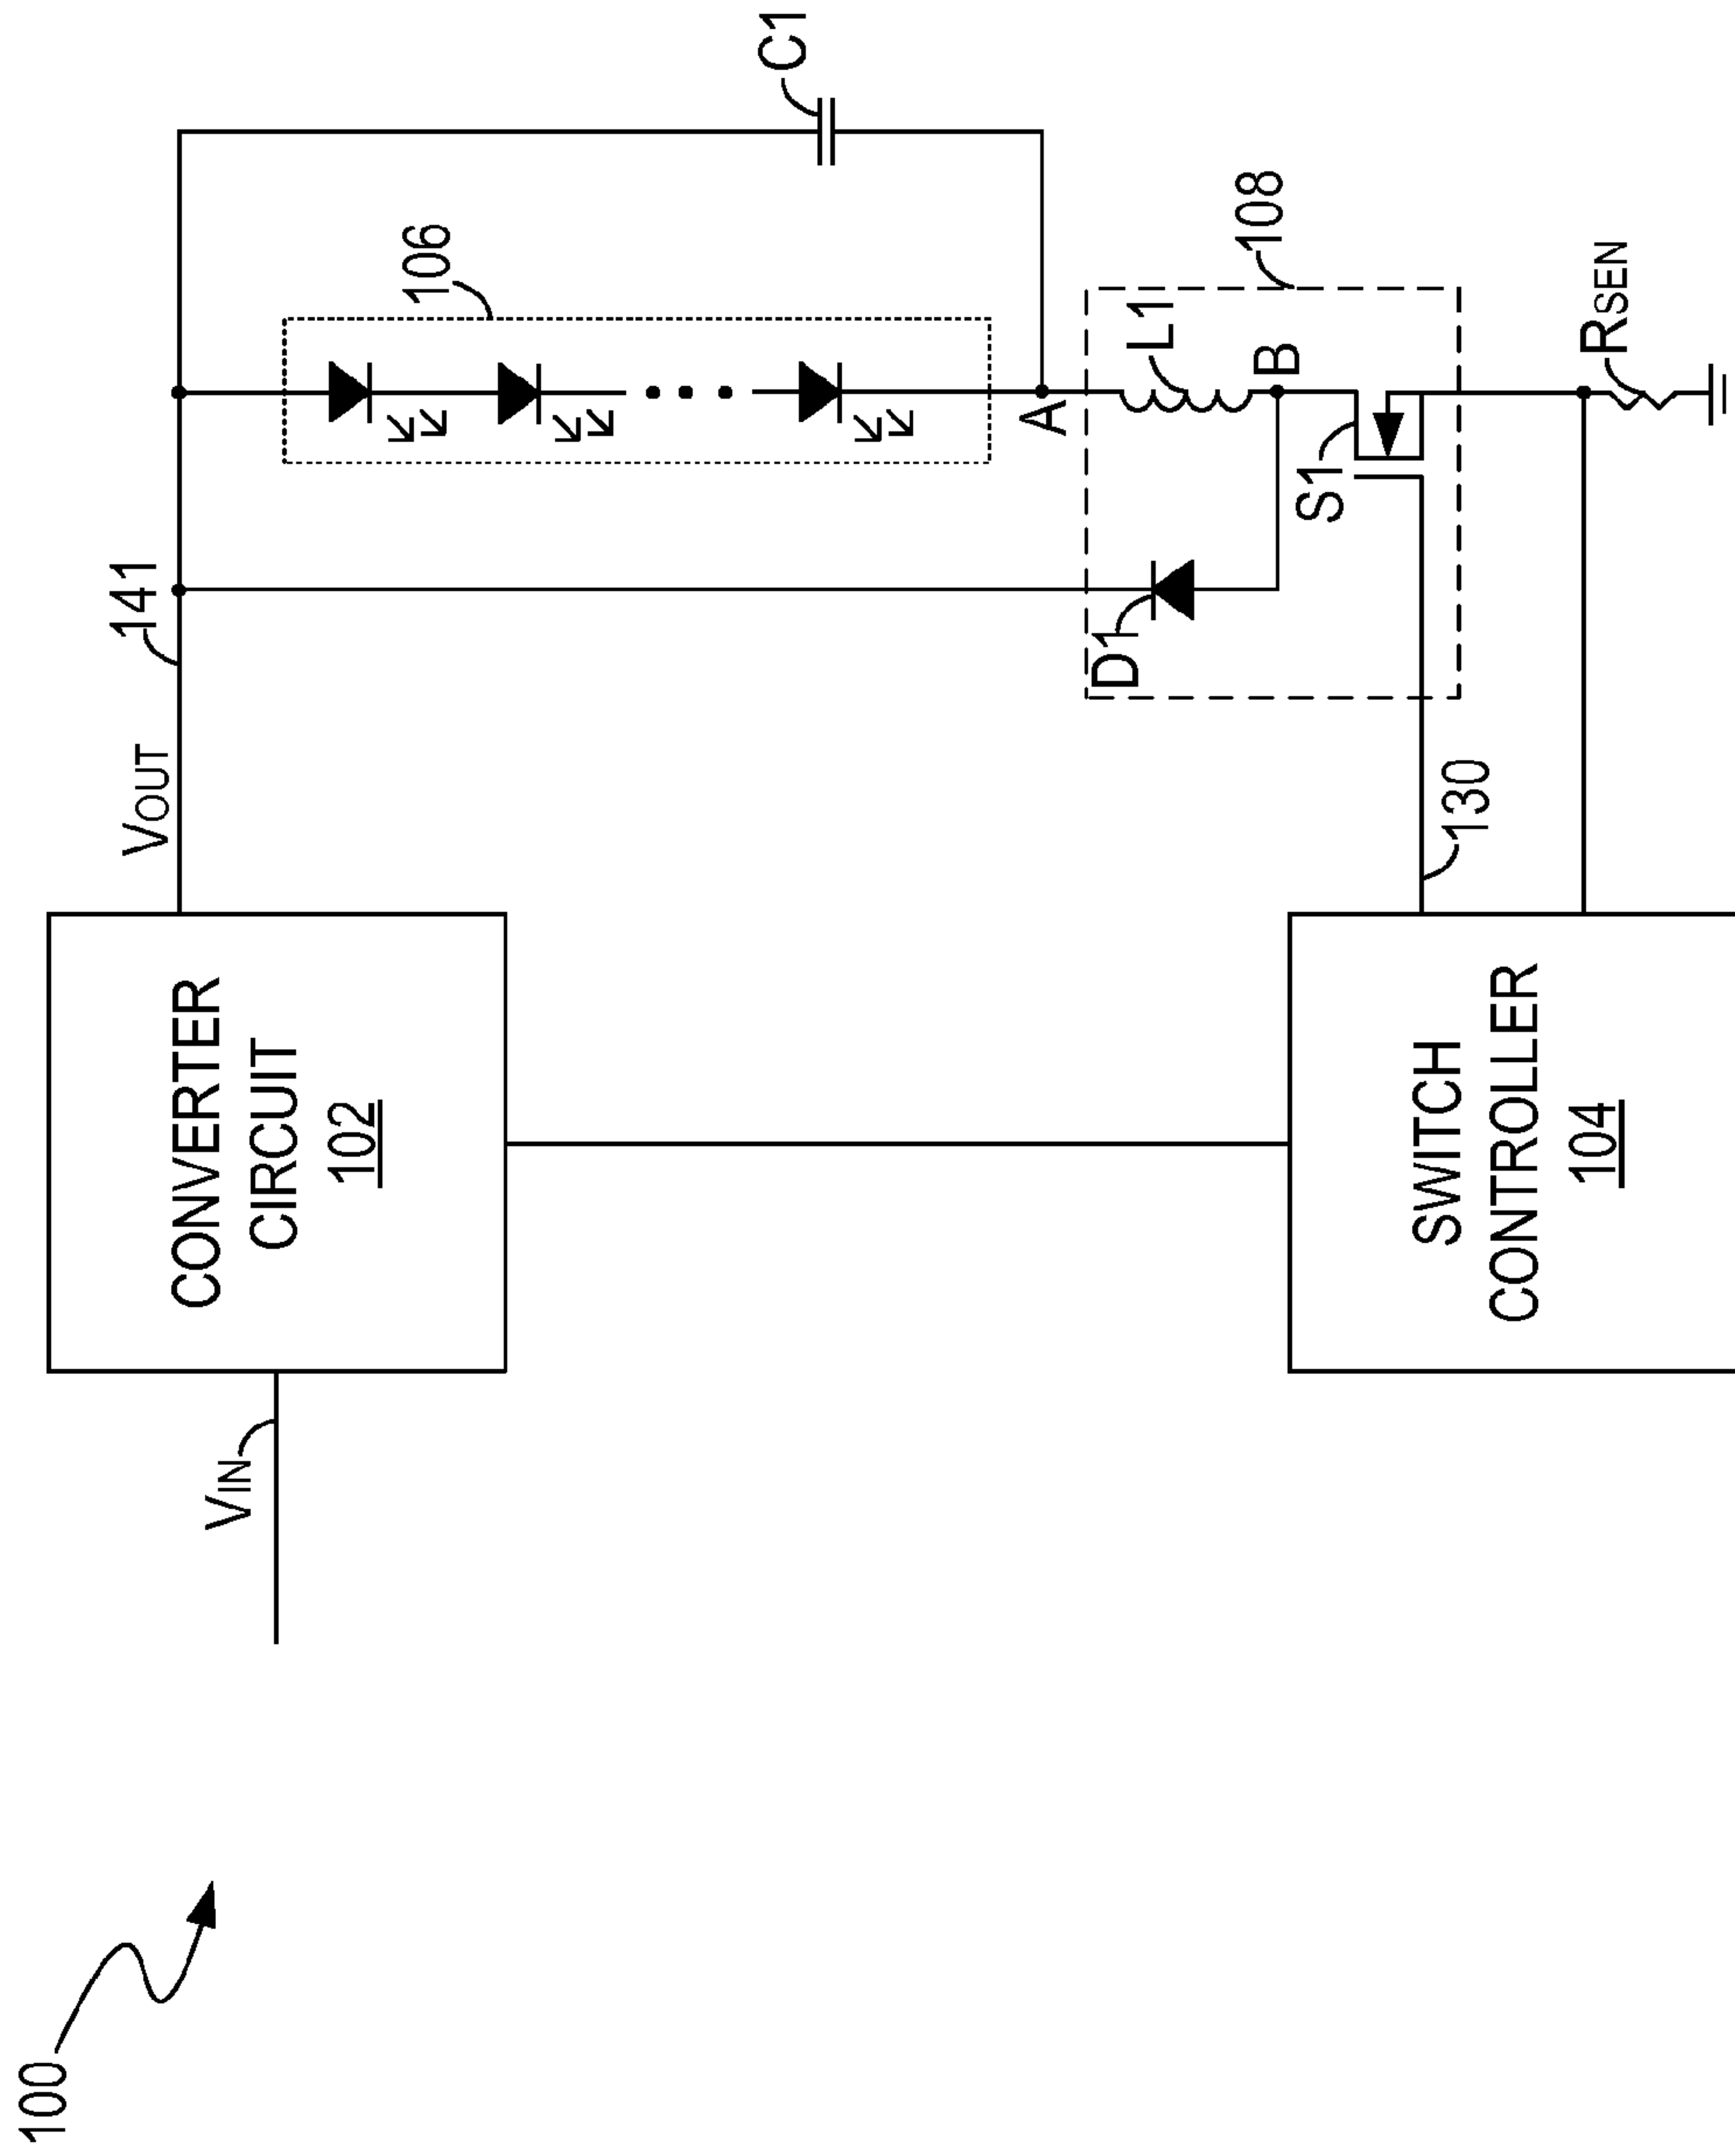 100
VIN
CONVERTER
CIRCUIT
102
VOUT
141
106
C1
A
L1
108
B
D1
S1
RSEN
130
SWITCH
CONTROLLER
104